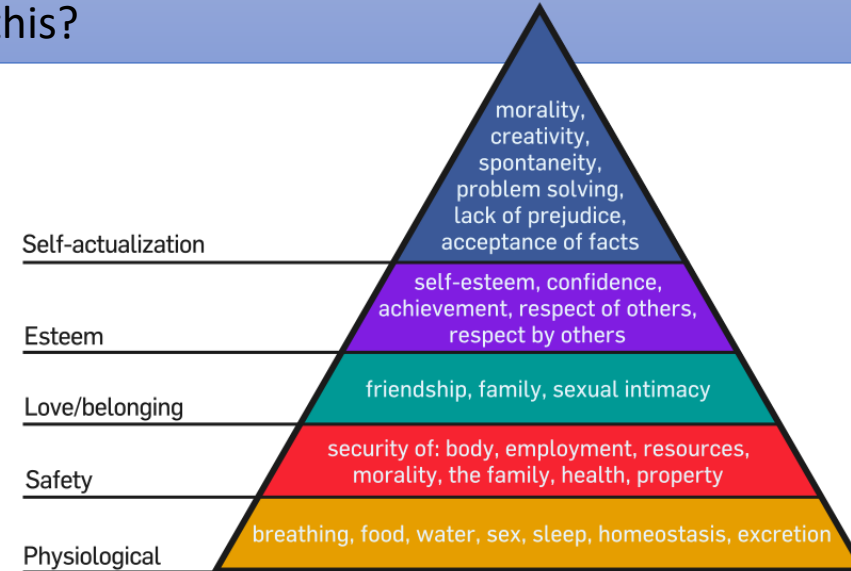 this?
morality,
creativity,
spontaneity,
problem solving,
lack of prejudice,
acceptance of facts
Self-actualization
self-esteem, confidence,
achievement, respect of others,
respect by others
Esteem
friendship, family, sexual intimacy
Love/belonging
security of: body, employment, resources,
morality, the family, health, property
Safety
breathing, food, water, sex, sleep, homeostasis, excretion
Physiological